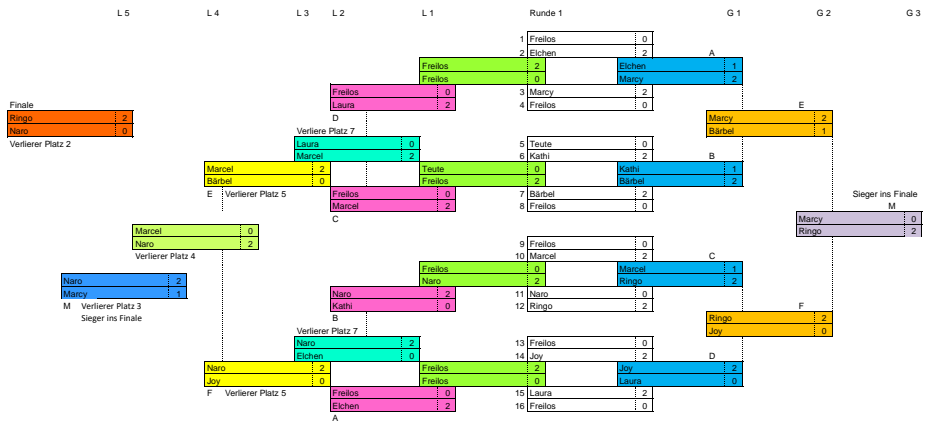 L 5 L 4 L 3 L 2 L 1 Runde 1 G 1 G 2 G 3
1 Freilos 0
2 Elchen 2 A
Freilos 2 Elchen 1
Freilos 0 Marcy 2
Freilos 0 3 Marcy 2
Finale Laura 2 4 Freilos 0 E
Ringo 2 D Marcy 2
Naro 0 Verliere Platz 7 Bärbel 1
Verlierer Platz 2 Laura 0 5 Teute 0
Marcel 2 6 Kathi 2 B
Marcel 2 Teute 0 Kathi 1
Bärbel 0 Freilos 2 Bärbel 2
E Verlierer Platz 5 Freilos 0 7 Bärbel 2 Sieger ins Finale
Marcel 2 8 Freilos 0 M
C Marcy 0
Marcel 0 Ringo 2
Naro 2 9 Freilos 0
Verlierer Platz 4 10 Marcel 2 C
Freilos 0 Marcel 1
Naro 2 Naro 2 Ringo 2
Marcy 1 Naro 2 11 Naro 0
M Verlierer Platz 3 Kathi 0 12 Ringo 2 F
Sieger ins Finale B Ringo 2
Verlierer Platz 7 Joy 0
Naro 2 13 Freilos 0
Elchen 0 14 Joy 2 D
Naro 2 Freilos 2 Joy 2
Joy 0 Freilos 0 Laura 0
F Verlierer Platz 5 Freilos 0 15 Laura 2
Elchen 2 16 Freilos 0
A